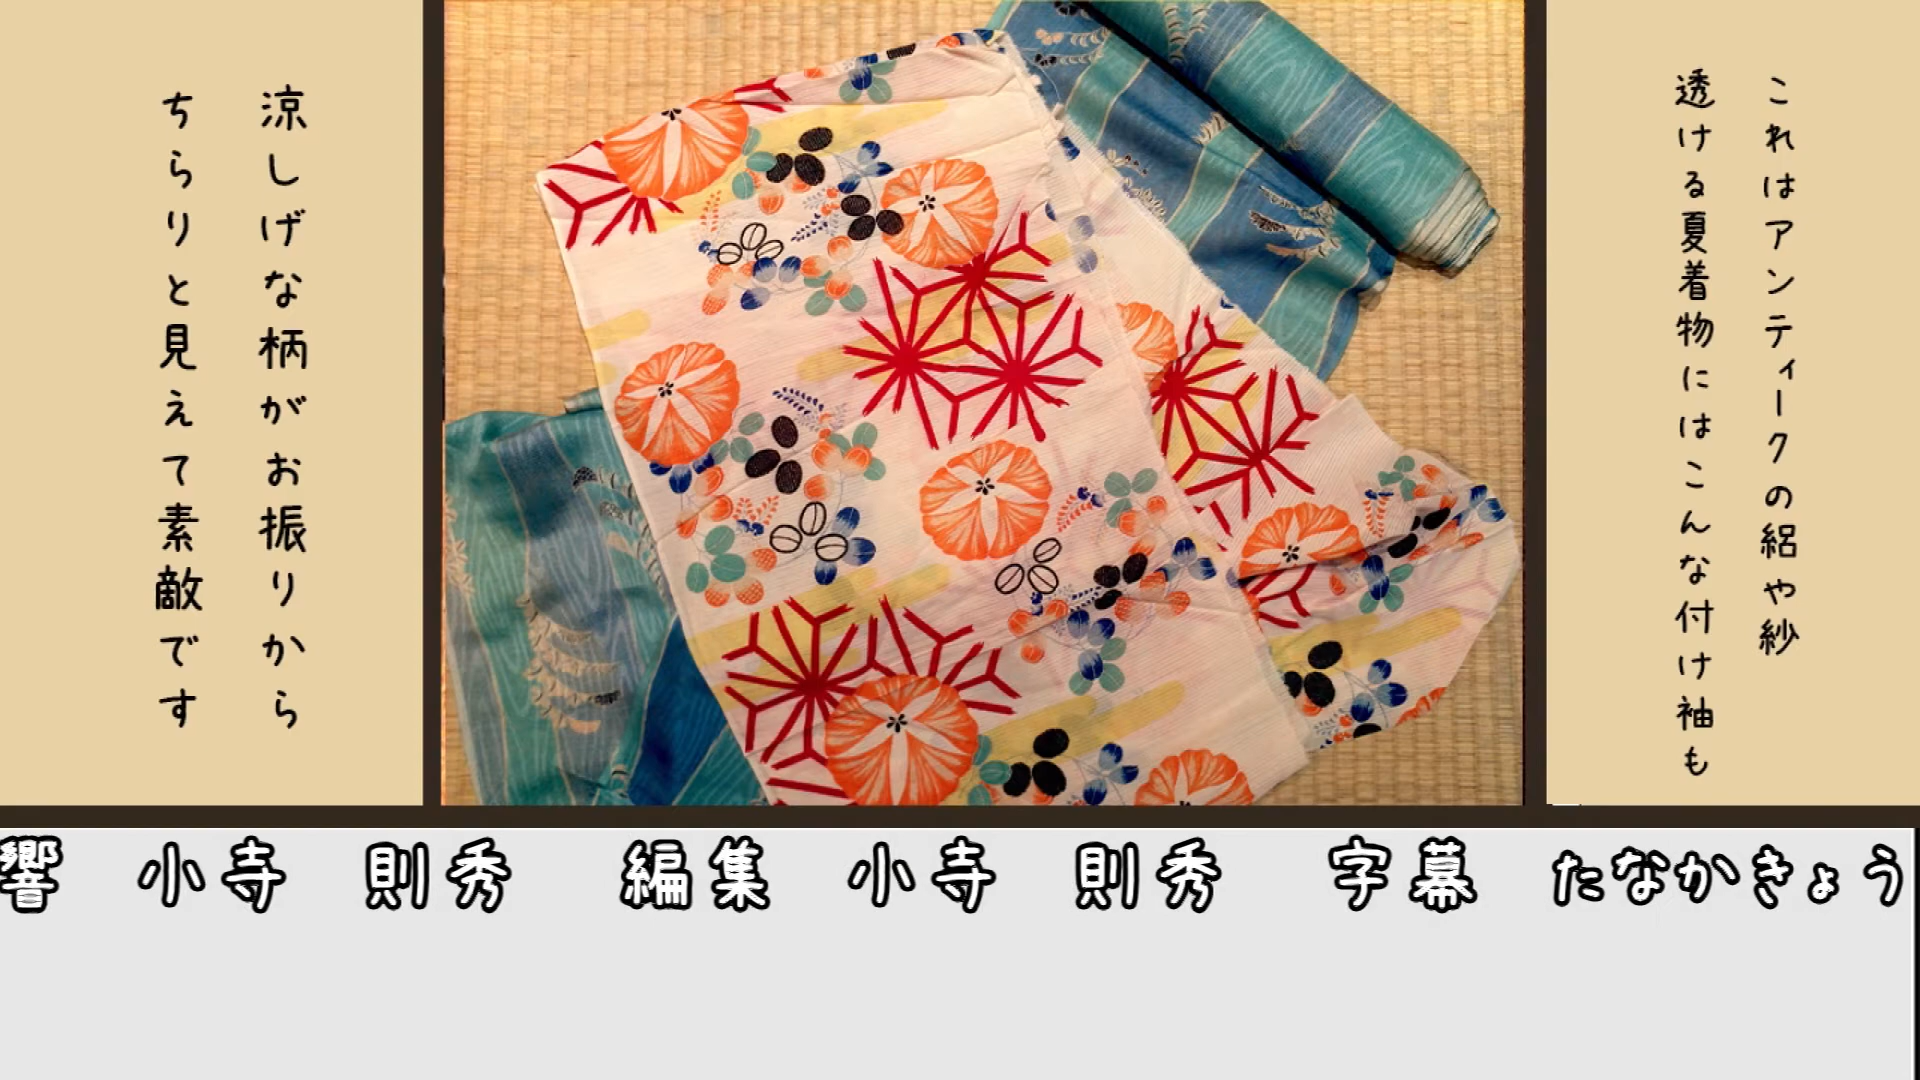 これはアンティークの絽や紗
透ける夏着物にはこんな付け袖も
涼しげな柄がお振りから
ちらりと見えて素敵です
響 小寺 則秀 編集 小寺 則秀 字幕 たなかきょう